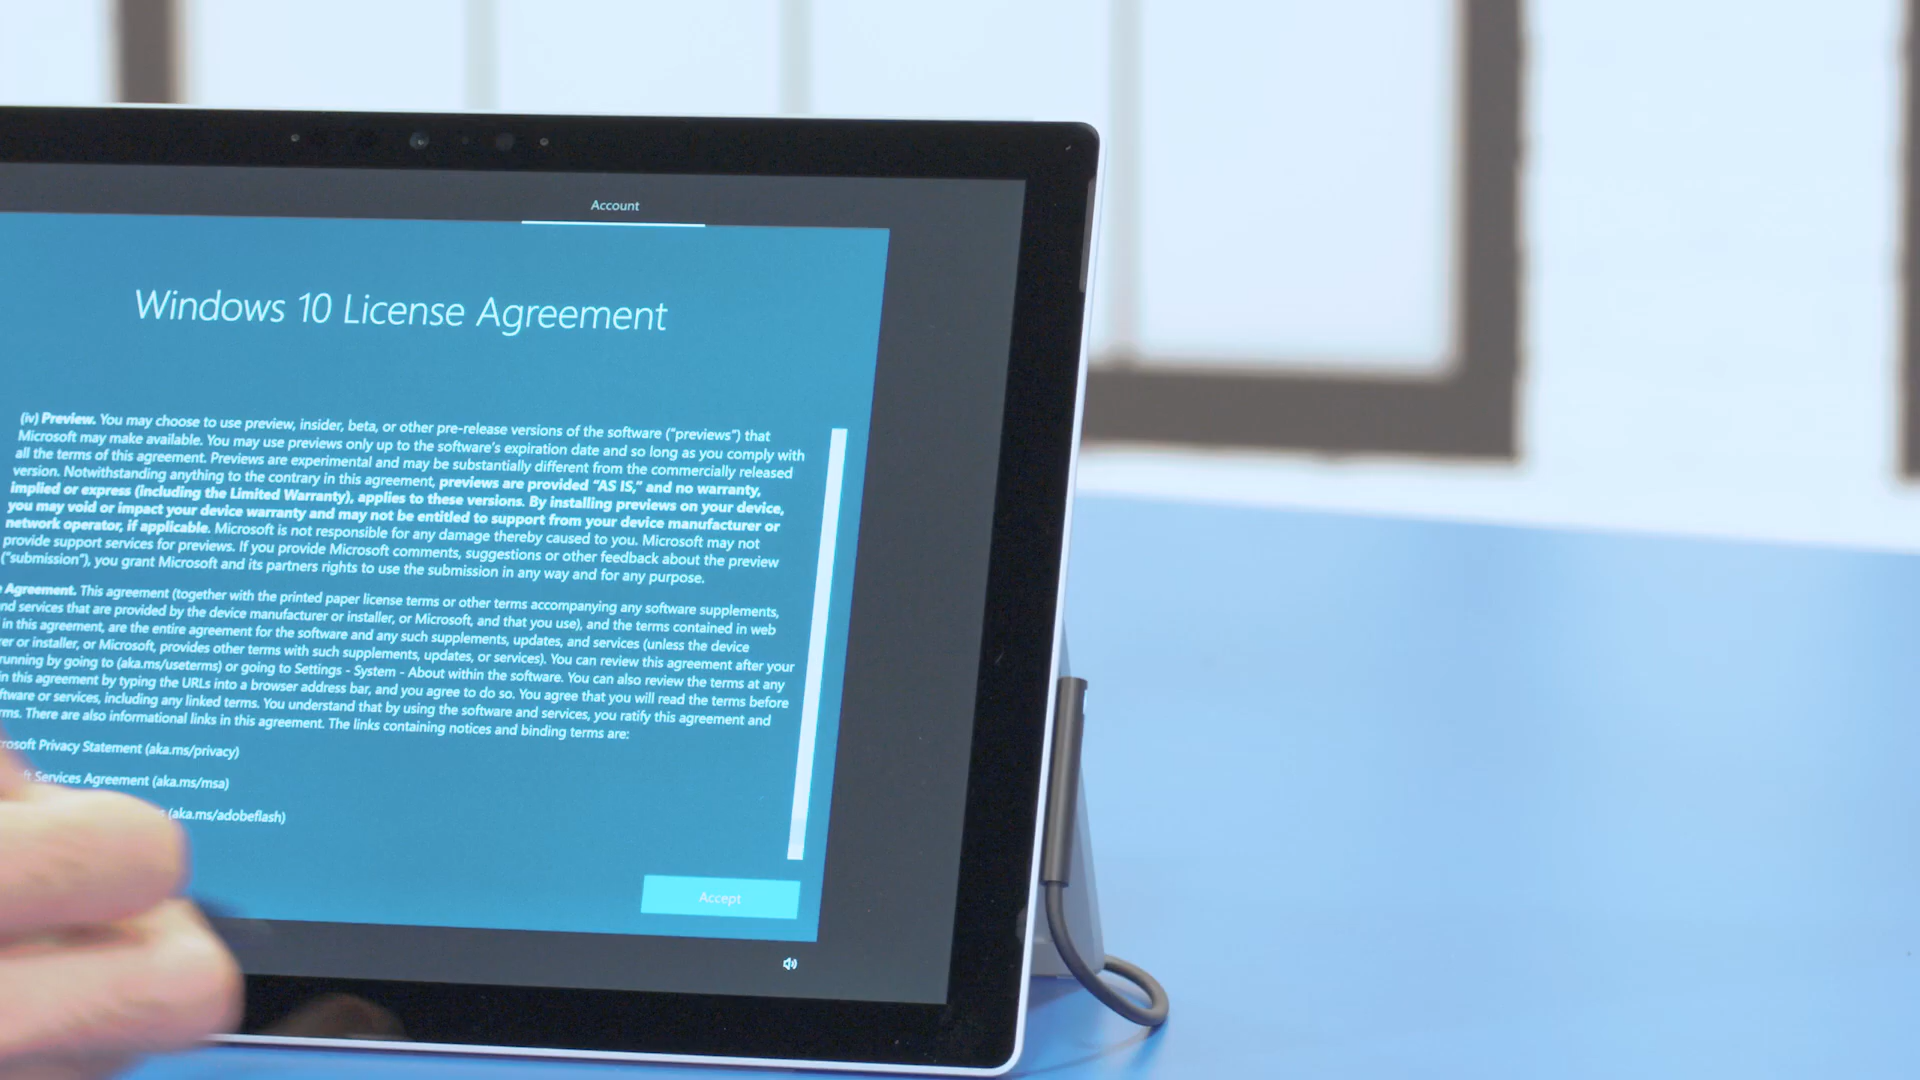 Account
Windows 10 License Agreement
(iv) Preview. You may choose to use preview, insider, beta, or other pre-release versions of the software ("previews") that
Microsoft may make available. You may use previews only up to the software's expiration date and so long as you comply with
all the terms of this agreement. Previews are experimental and may be substantially different from the commercially released
version. Notwithstanding anything to the contrary in this agreement, previews are provided "AS IS," and no warranty,
implied or express (including the Limited Warranty), applies to these versions. By installing previews on your device,
you may void or impact your device warranty and may not be entitled to support from your device manufacturer or
network operator, if applicable. Microsoft is not responsible for any damage thereby caused to you. Microsoft may not
provide support services for previews. If you provide Microsoft comments, suggestions or other feedback about the preview
("submission"), you grant Microsoft and its partners rights to use the submission in any way and for any purpose.
Agreement. This agreement (together with the printed paper license terms or other terms accompanying any software supplements,
and services that are provided by the device manufacturer or installer, or Microsoft, and that you use), and the terms contained in web
in this agreement, are the entire agreement for the software and any such supplements, updates, and services (unless the device
or installer, or Microsoft, provides other terms with such supplements, updates, or services). You can review this agreement after your
running by going to (aka.ms/useterms) or going to Settings - System - About within the software. You can also review the terms at any
in this agreement by typing the URLs into a browser address bar, and you agree to do so. You agree that you will read the terms before
software or services, including any linked terms. You understand that by using the software and services, you ratify this agreement and
There are also informational links in this agreement. The links containing notices and binding terms are:
Privacy Statement (aka.ms/privacy)
Services Agreement (aka.ms/msa)
(aka.ms/adobeflash)
Accept